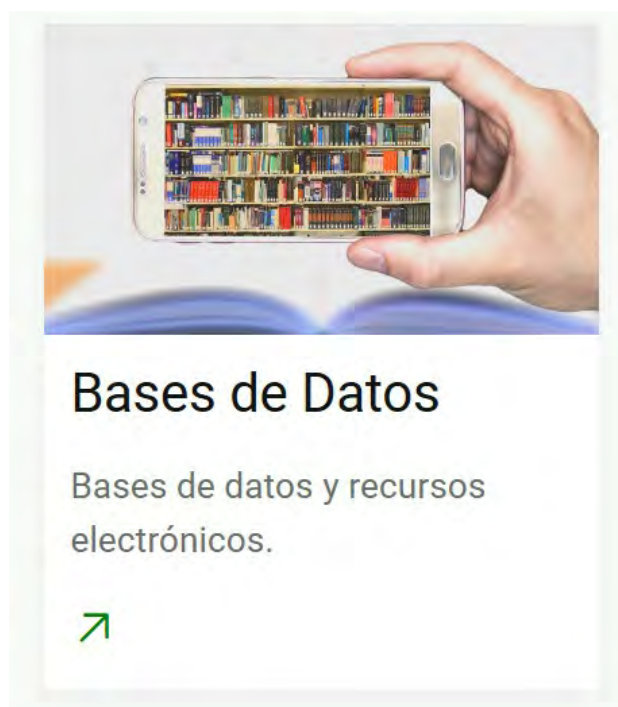 Bases de Datos
Bases de datos y recursos
electrónicos.